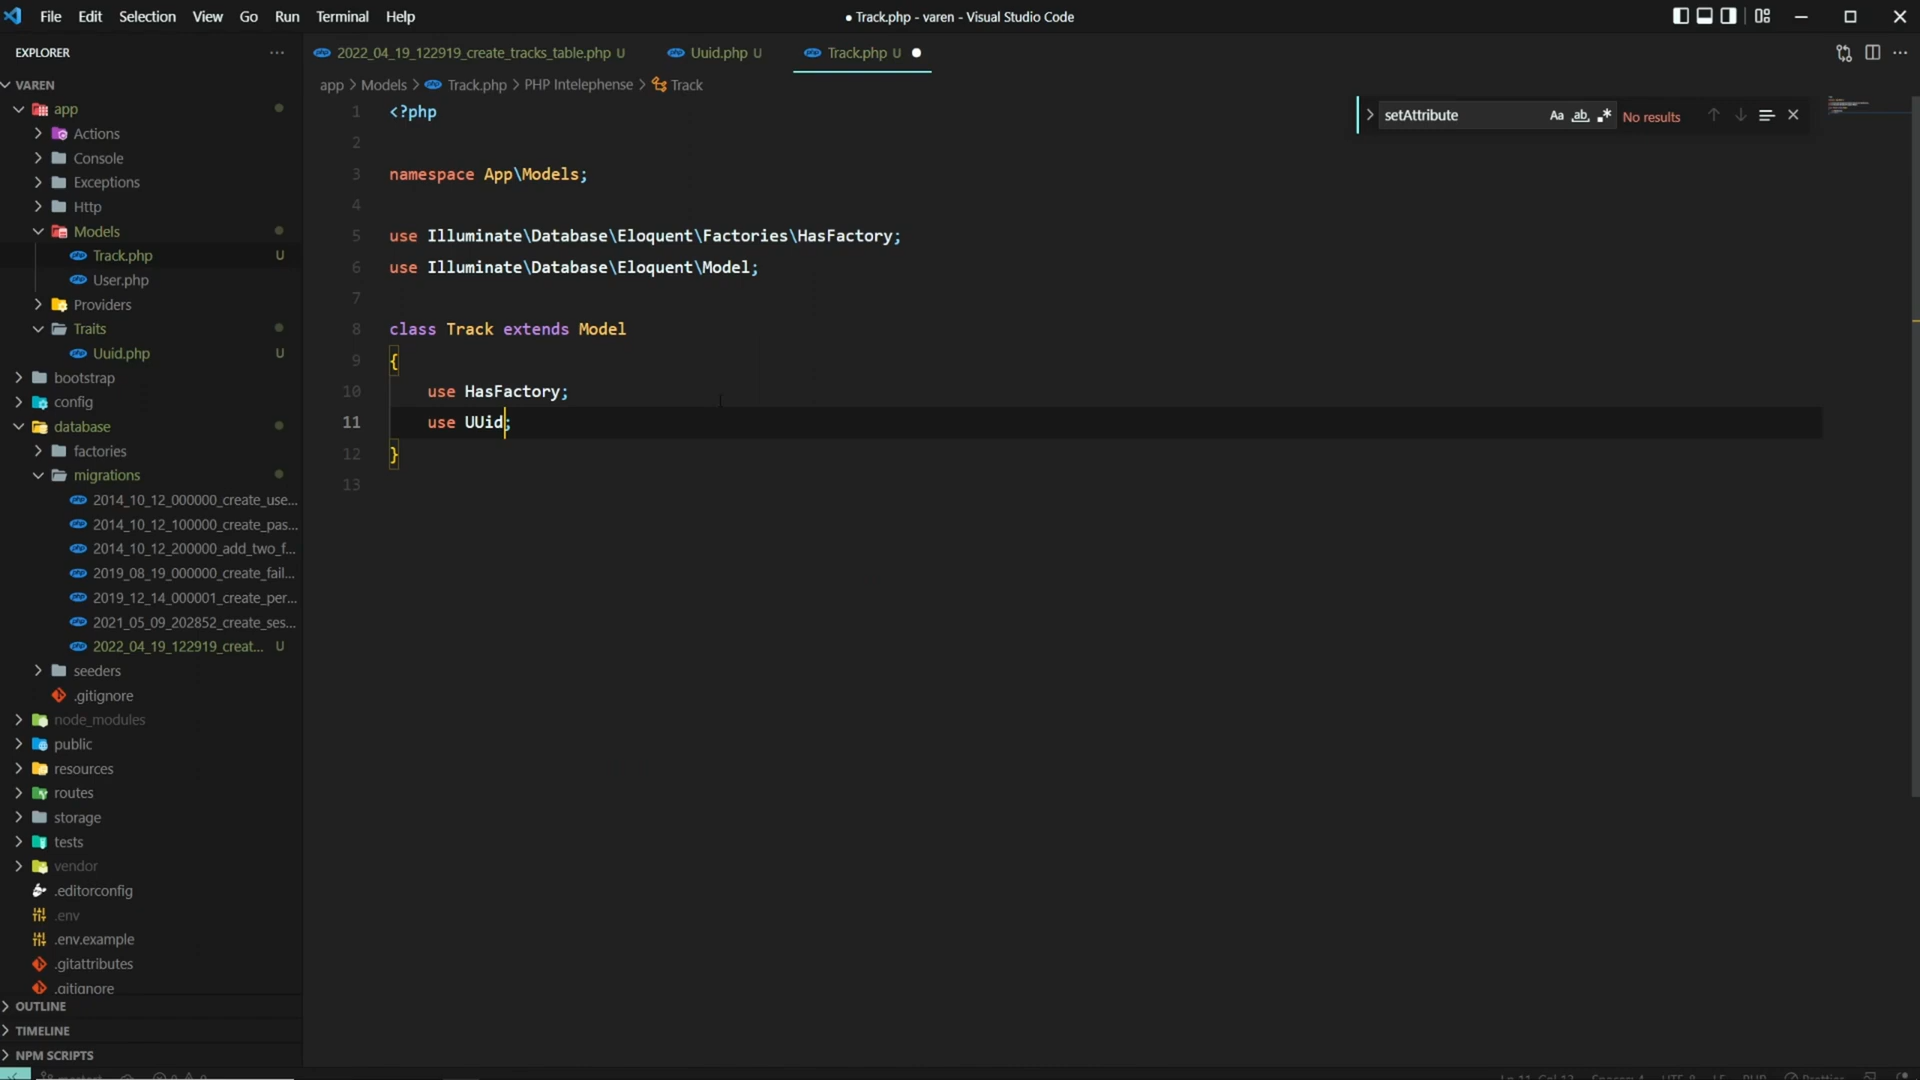 File Edit Selection View Go Run Terminal Help
● Track.php - varen - Visual Studio Code
EXPLORER
VAREN
app
Actions
Console
Exceptions
Http
Models
Track.php U
User.php
Providers
Traits
Uuid.php U
bootstrap
config
database
factories
migrations
2014_10_12_000000_create_use...
2014_10_12_100000_create_pas...
2014_10_12_200000_add_two_f...
2019_08_19_000000_create_fail...
2019_12_14_000001_create_per...
2021_05_09_202852_create_ses...
2022_04_19_122919_creat... U
seeders
.gitignore
node_modules
public
resources
routes
storage
tests
vendor
.editorconfig
.env
.env.example
.gitattributes
.gitignore
OUTLINE
TIMELINE
NPM SCRIPTS
2022_04_19_122919_create_tracks_table.php U
Uuid.php U
Track.php U
app > Models > Track.php > PHP Intelephense > Track
setAttribute Aa ab No results
1 <?php
2
3 namespace App\Models;
4
5 use Illuminate\Database\Eloquent\Factories\HasFactory;
6 use Illuminate\Database\Eloquent\Model;
7
8 class Track extends Model
9 {
10 use HasFactory;
11 use UUid;
12 }
13